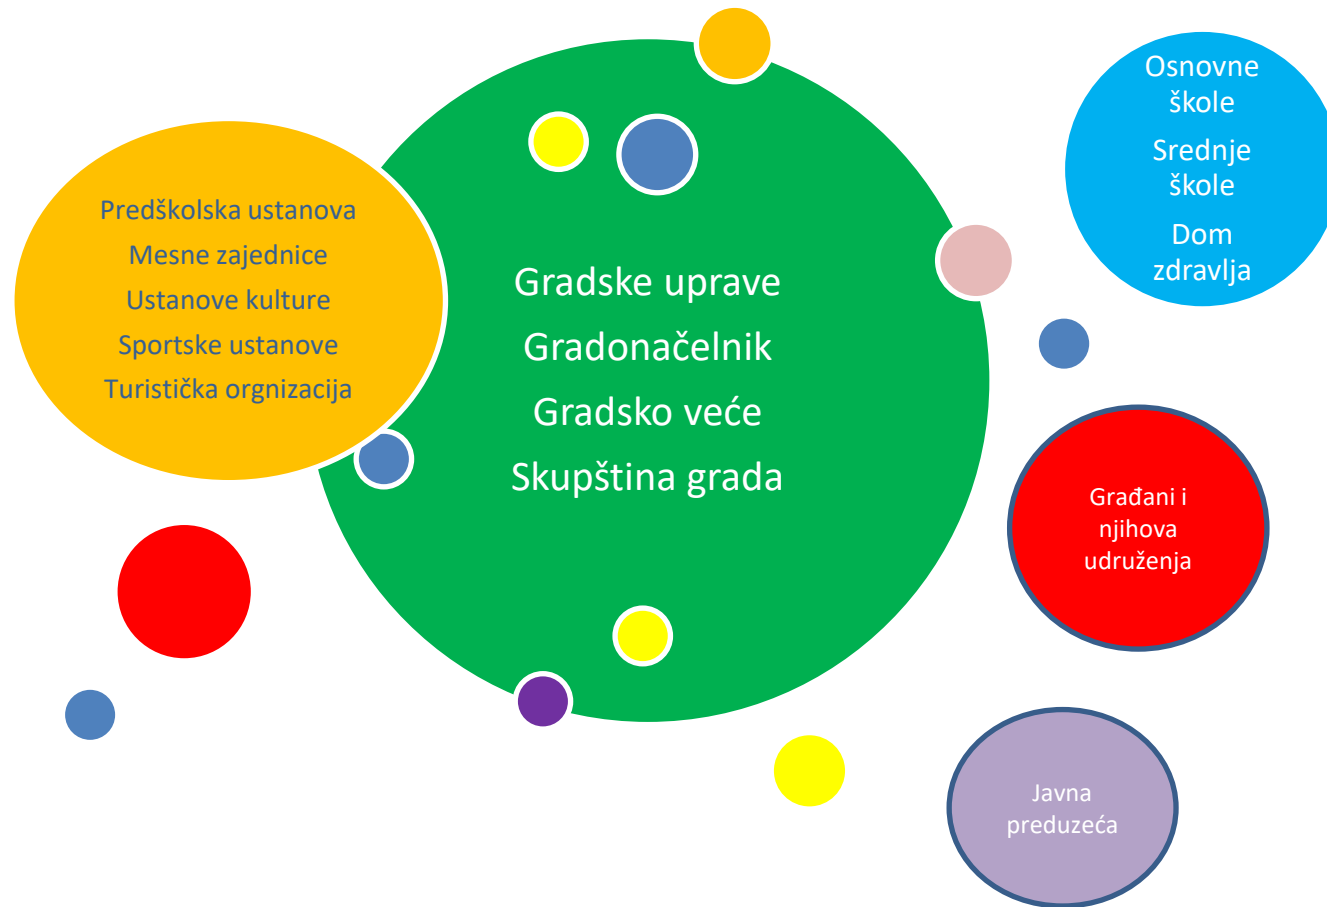 Predškolska ustanova
Mesne zajednice
Ustanove kulture
Sportske ustanove
Turistička orgnizacija
Gradske uprave
Gradonačelnik
Gradsko veće
Skupština grada
Osnovne
škole
Srednje
škole
Dom
zdravlja
Građani i
njihova
udruženja
Javna
preduzeća